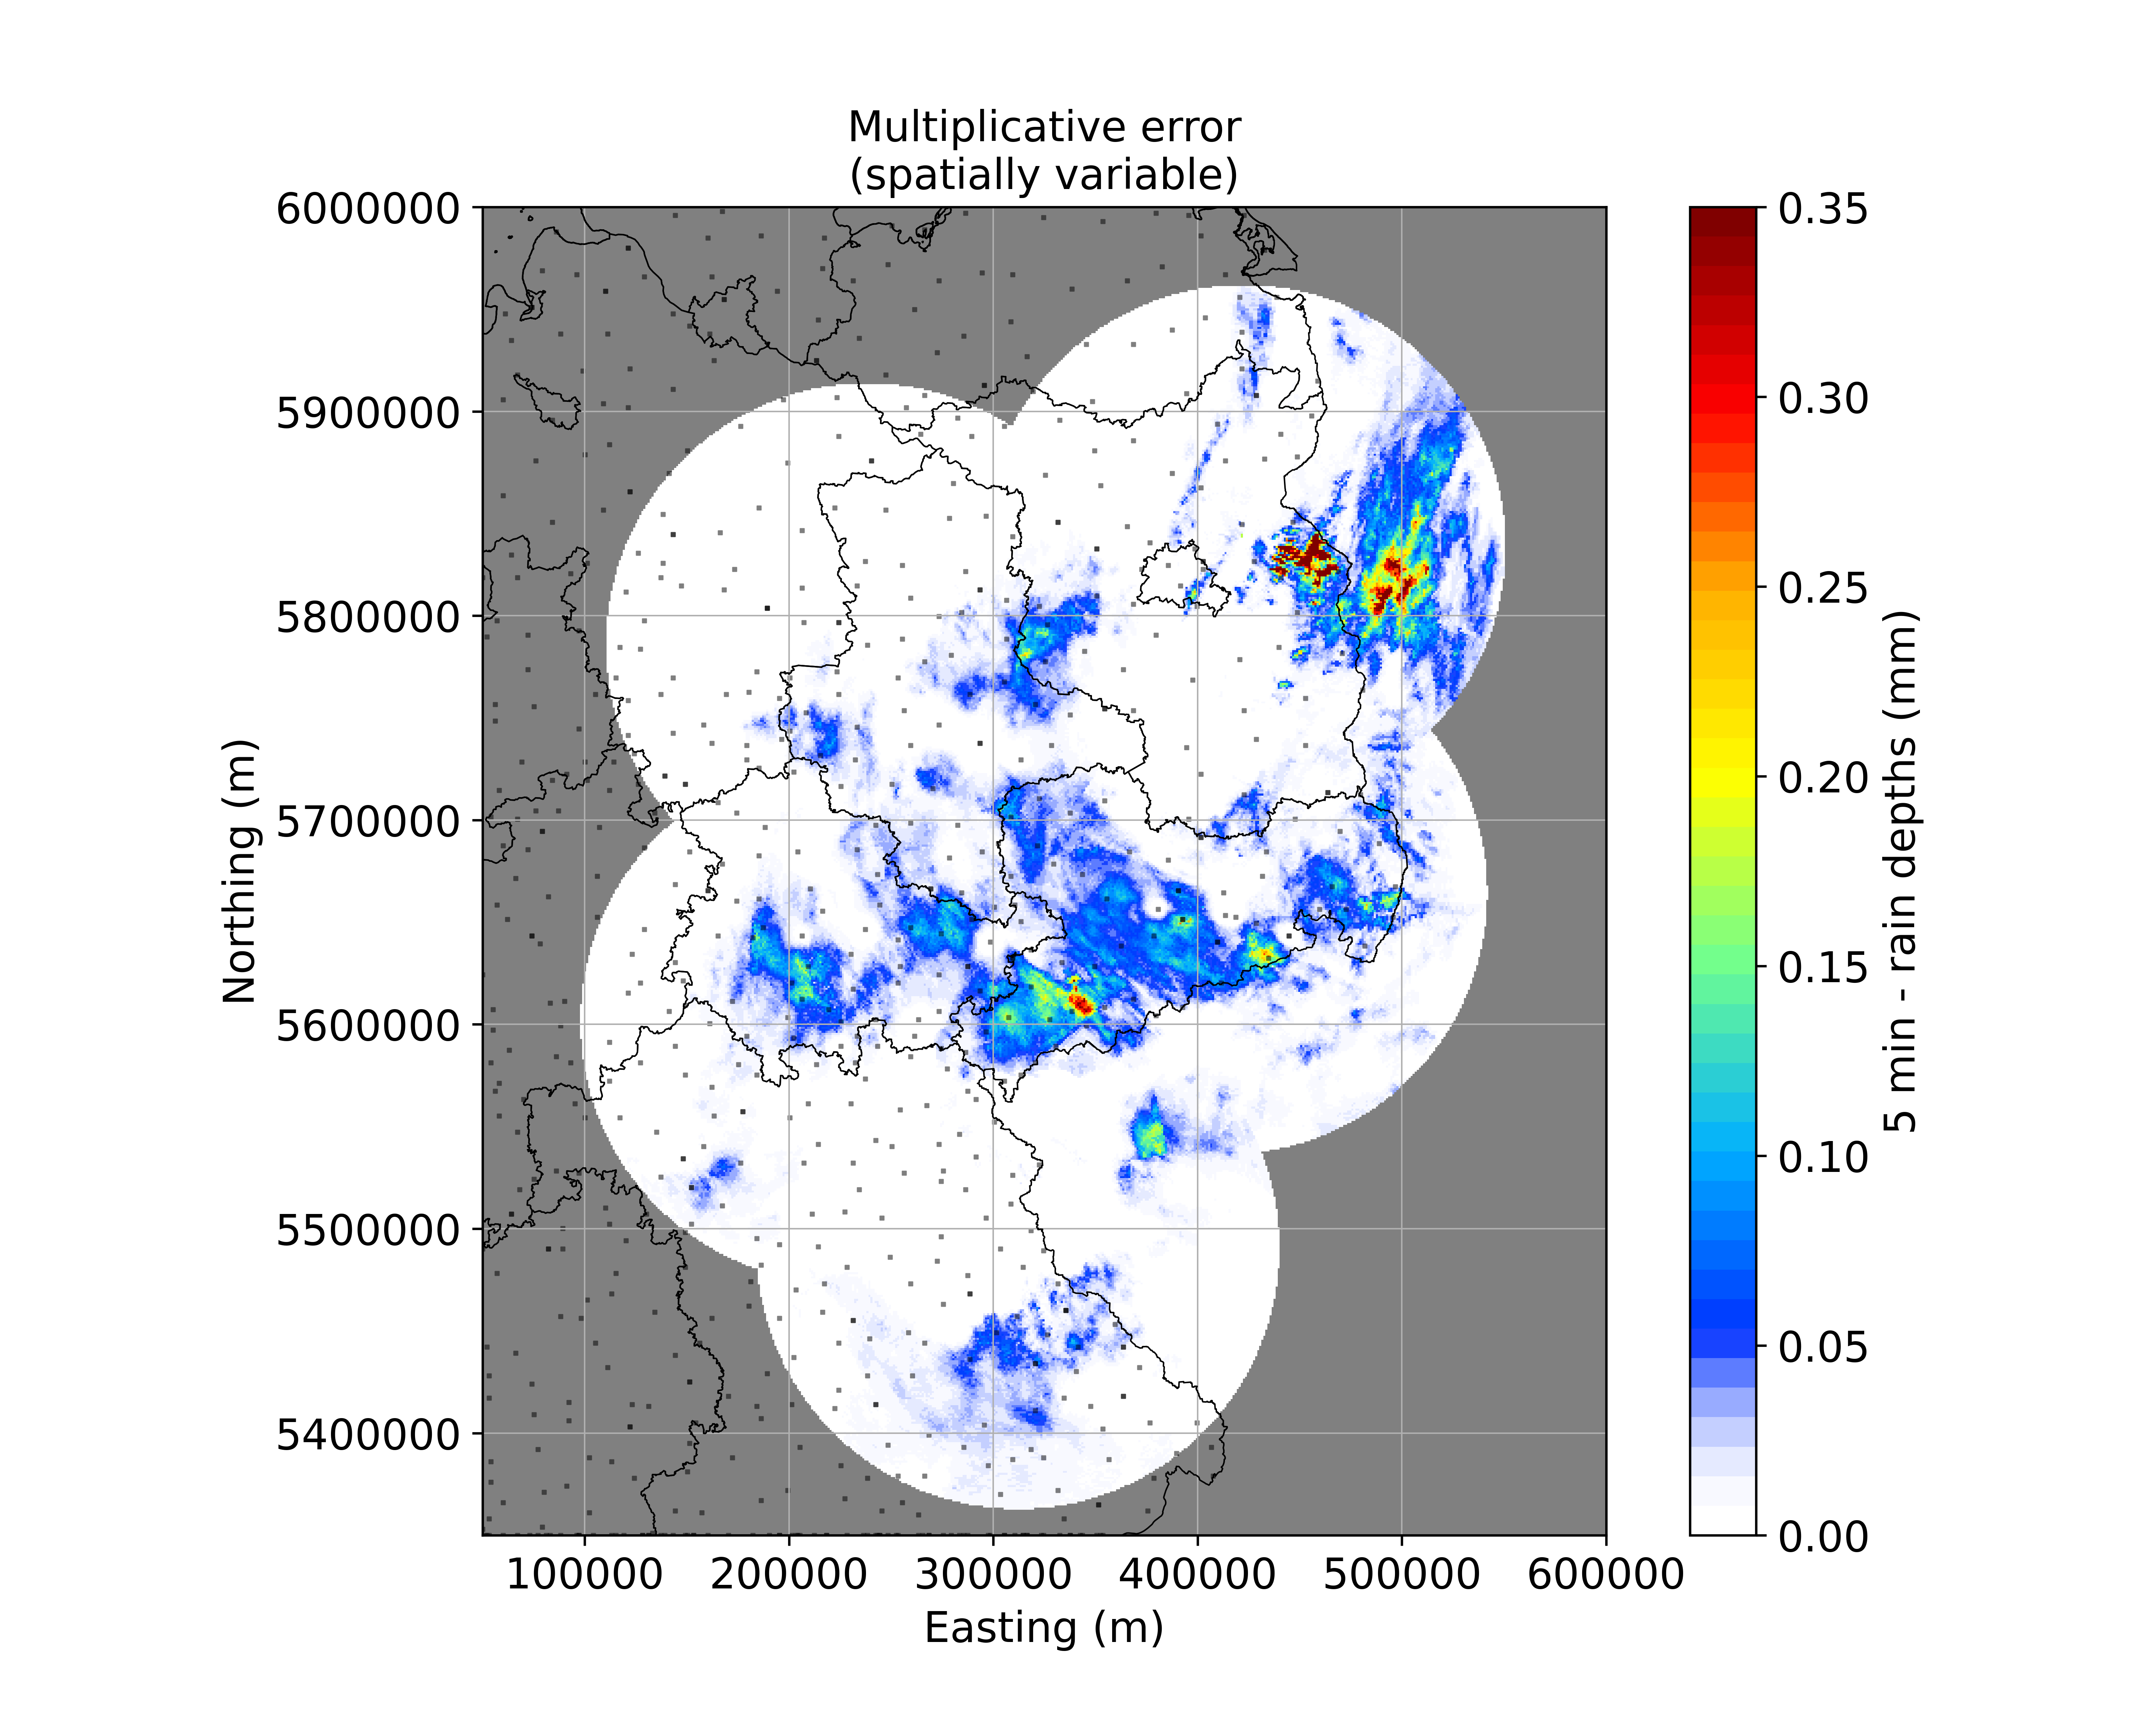 Multiplicative error
(spatially variable)
6000000
5900000
5800000
5700000
5600000
5500000
5400000
Northing (m)
100000 200000 300000 400000 500000 600000
Easting (m)
0.35
0.30
0.25
0.20
0.15
0.10
0.05
0.00
5 min - rain depths (mm)